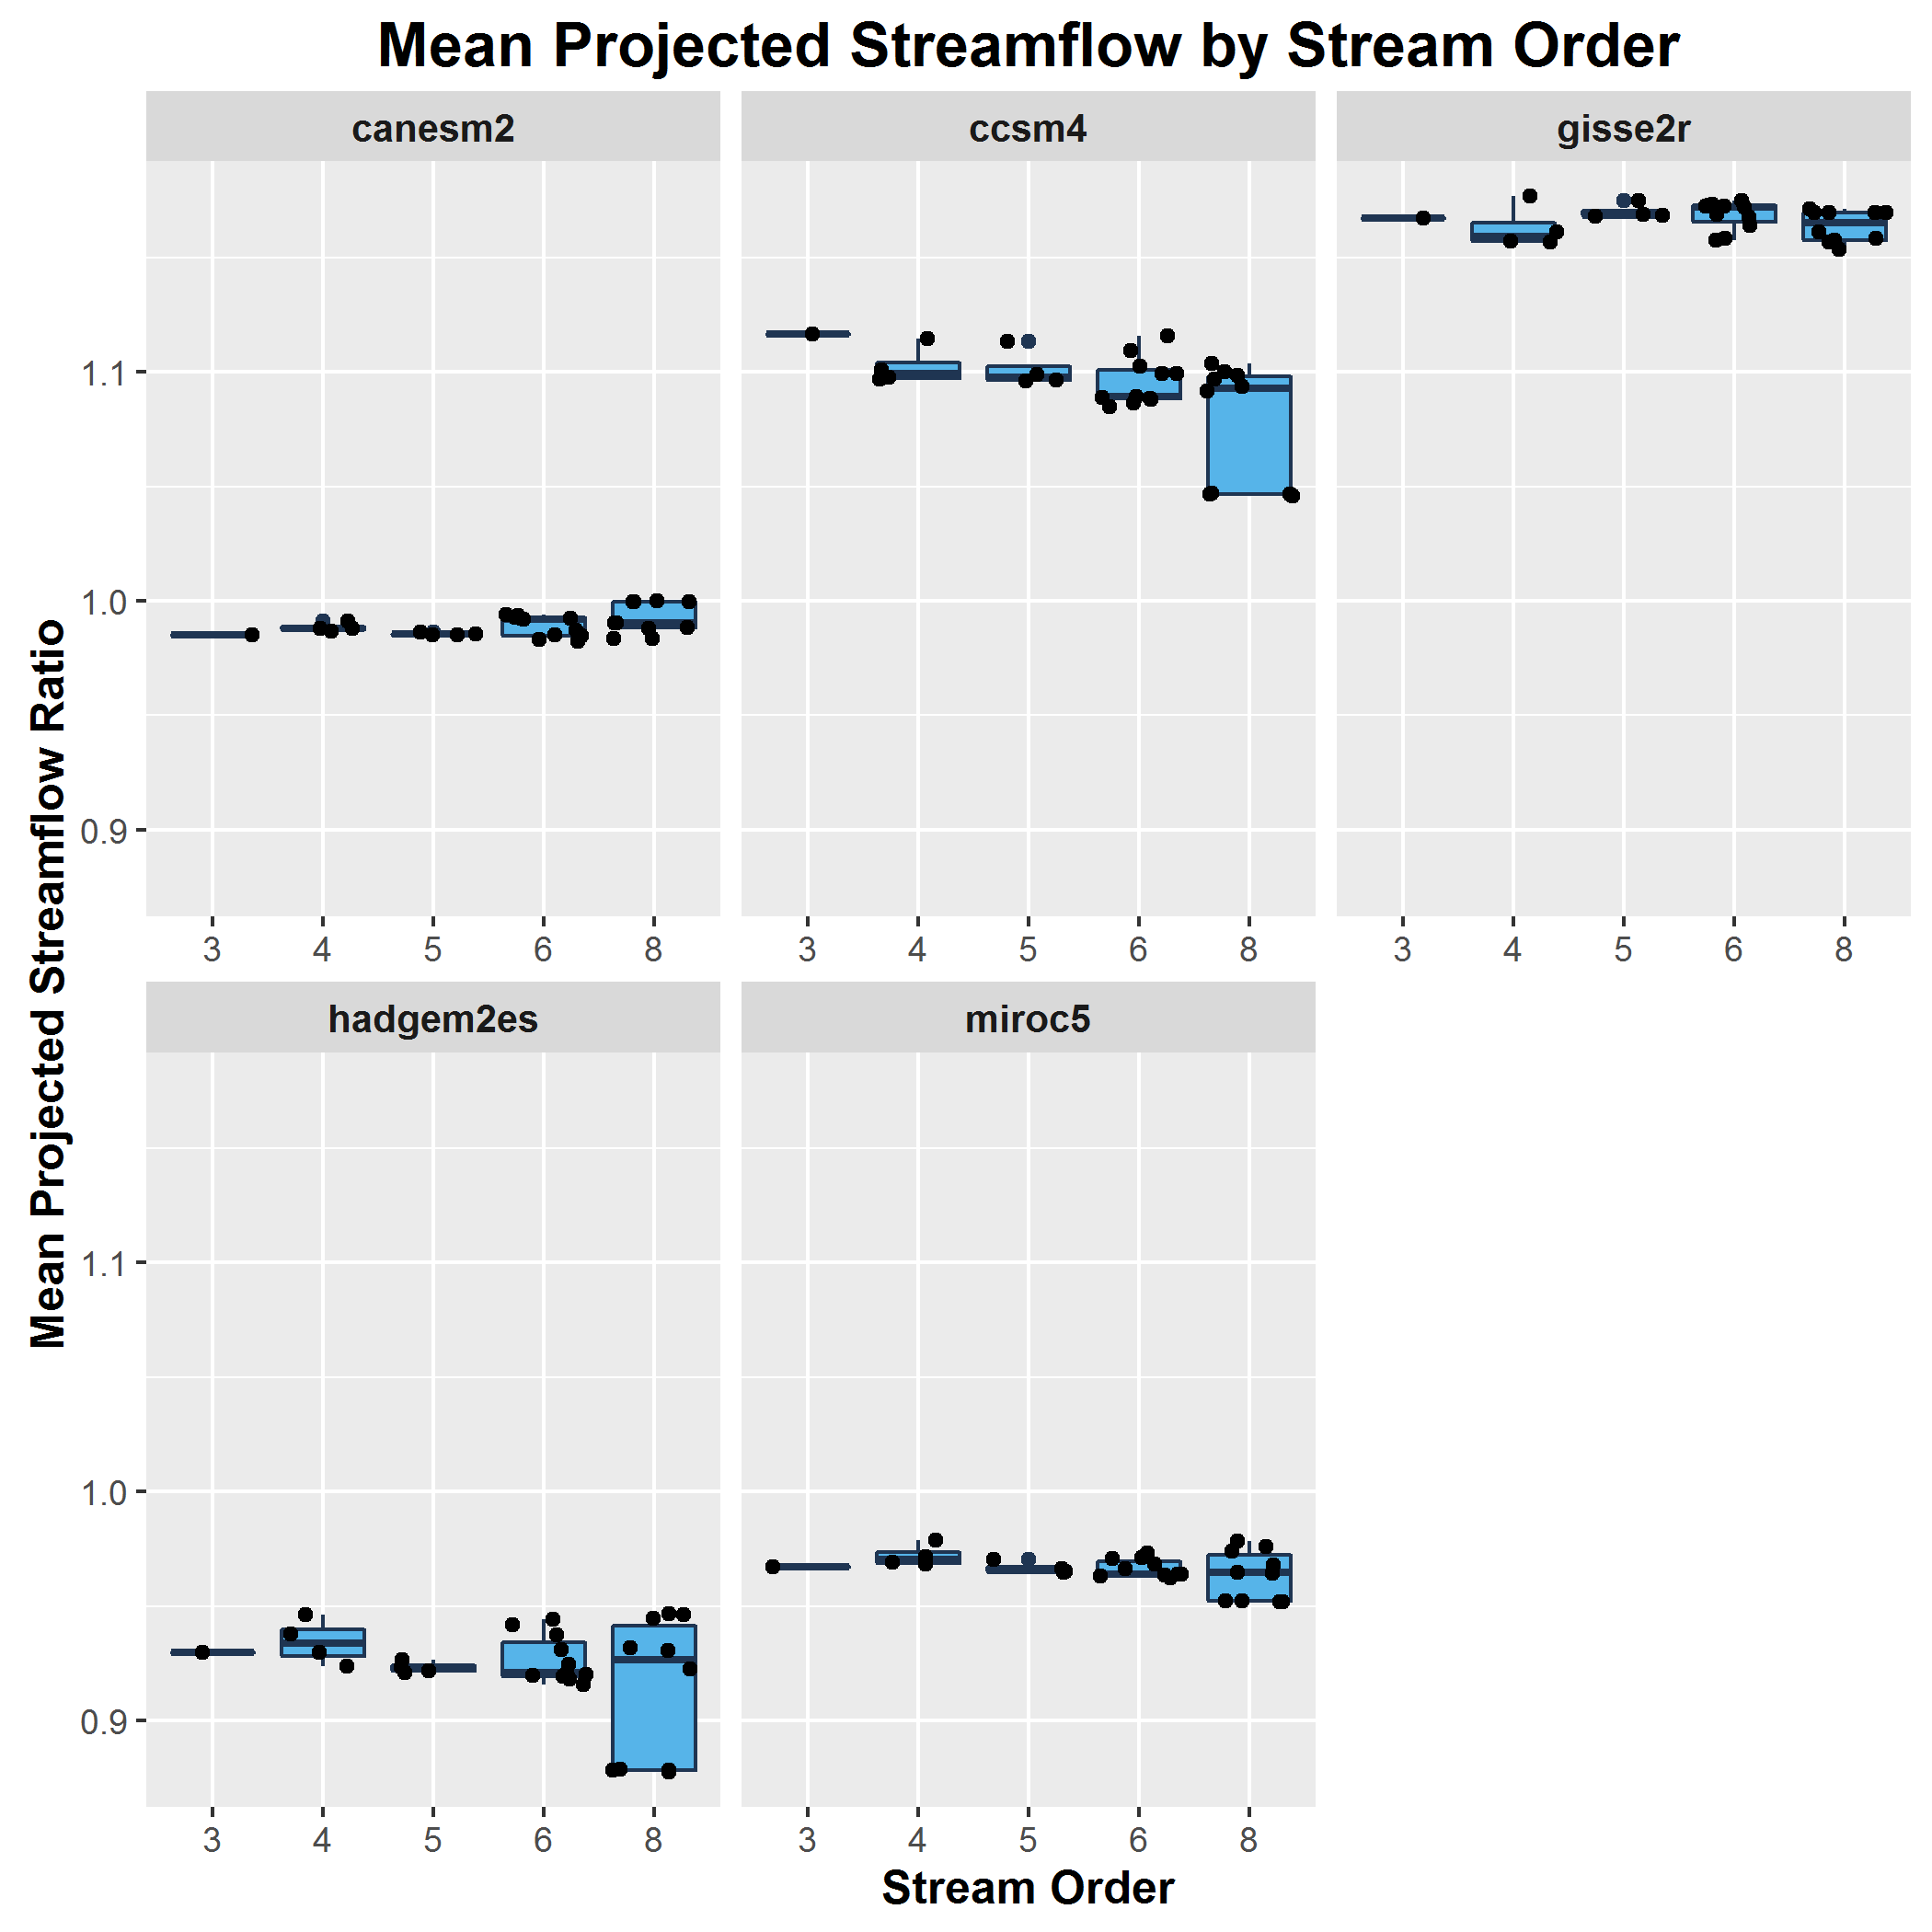 Mean Projected Streamflow by Stream Order
canesm2
ccsm4
gisse2r
Mean Projected Streamflow Ratio
1.1
1.0
0.9
3 4 5 6 8
3 4 5 6 8
3 4 5 6 8
hadgem2es
miroc5
1.1
1.0
0.9
3 4 5 6 8
3 4 5 6 8
Stream Order